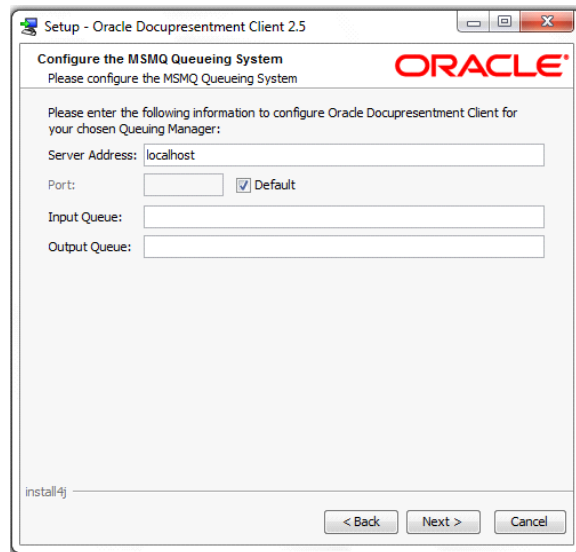 Setup - Oracle Docupresentment Client 2.5
Configure the MSMQ Queueing System
Please configure the MSMQ Queueing System
ORACLE
Please enter the following information to configure Oracle Docupresentment Client for
your chosen Queuing Manager:
Server Address: localhost
Port: Default
Input Queue:
Output Queue:
install4j
< Back Next > Cancel